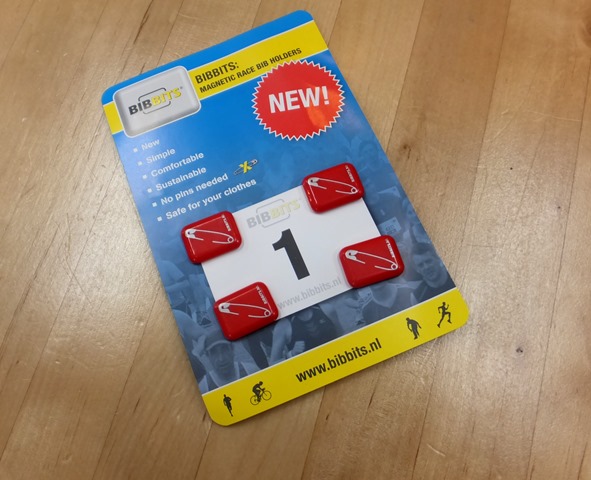 BIBBITS
BIBBITS:
MAGNETIC RACE BIB HOLDERS
NEW!
New
Simple
Comfortable
Sustainable
No pins needed
Safe for your clothes
BIBBITS
1
www.bibbits.nl
www.bibbits.nl